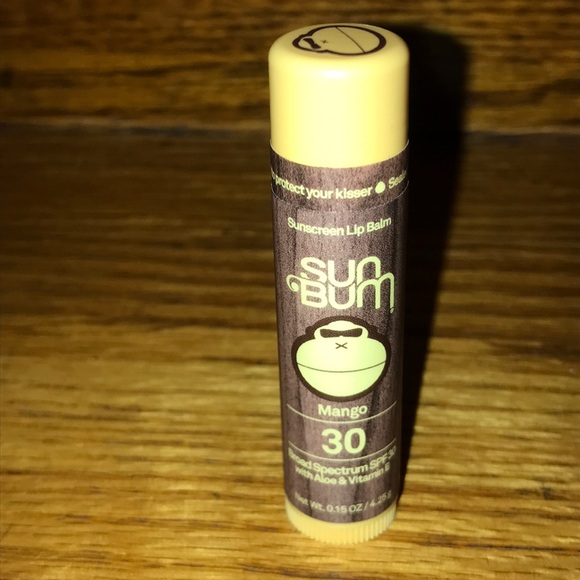 protect your kisser ● Seals
Sunscreen Lip Balm
SUN
BUM
Mango
30
Broad Spectrum SPF 30
with Aloe & Vitamin E
Net Wt. 0.15 OZ / 4.25 g